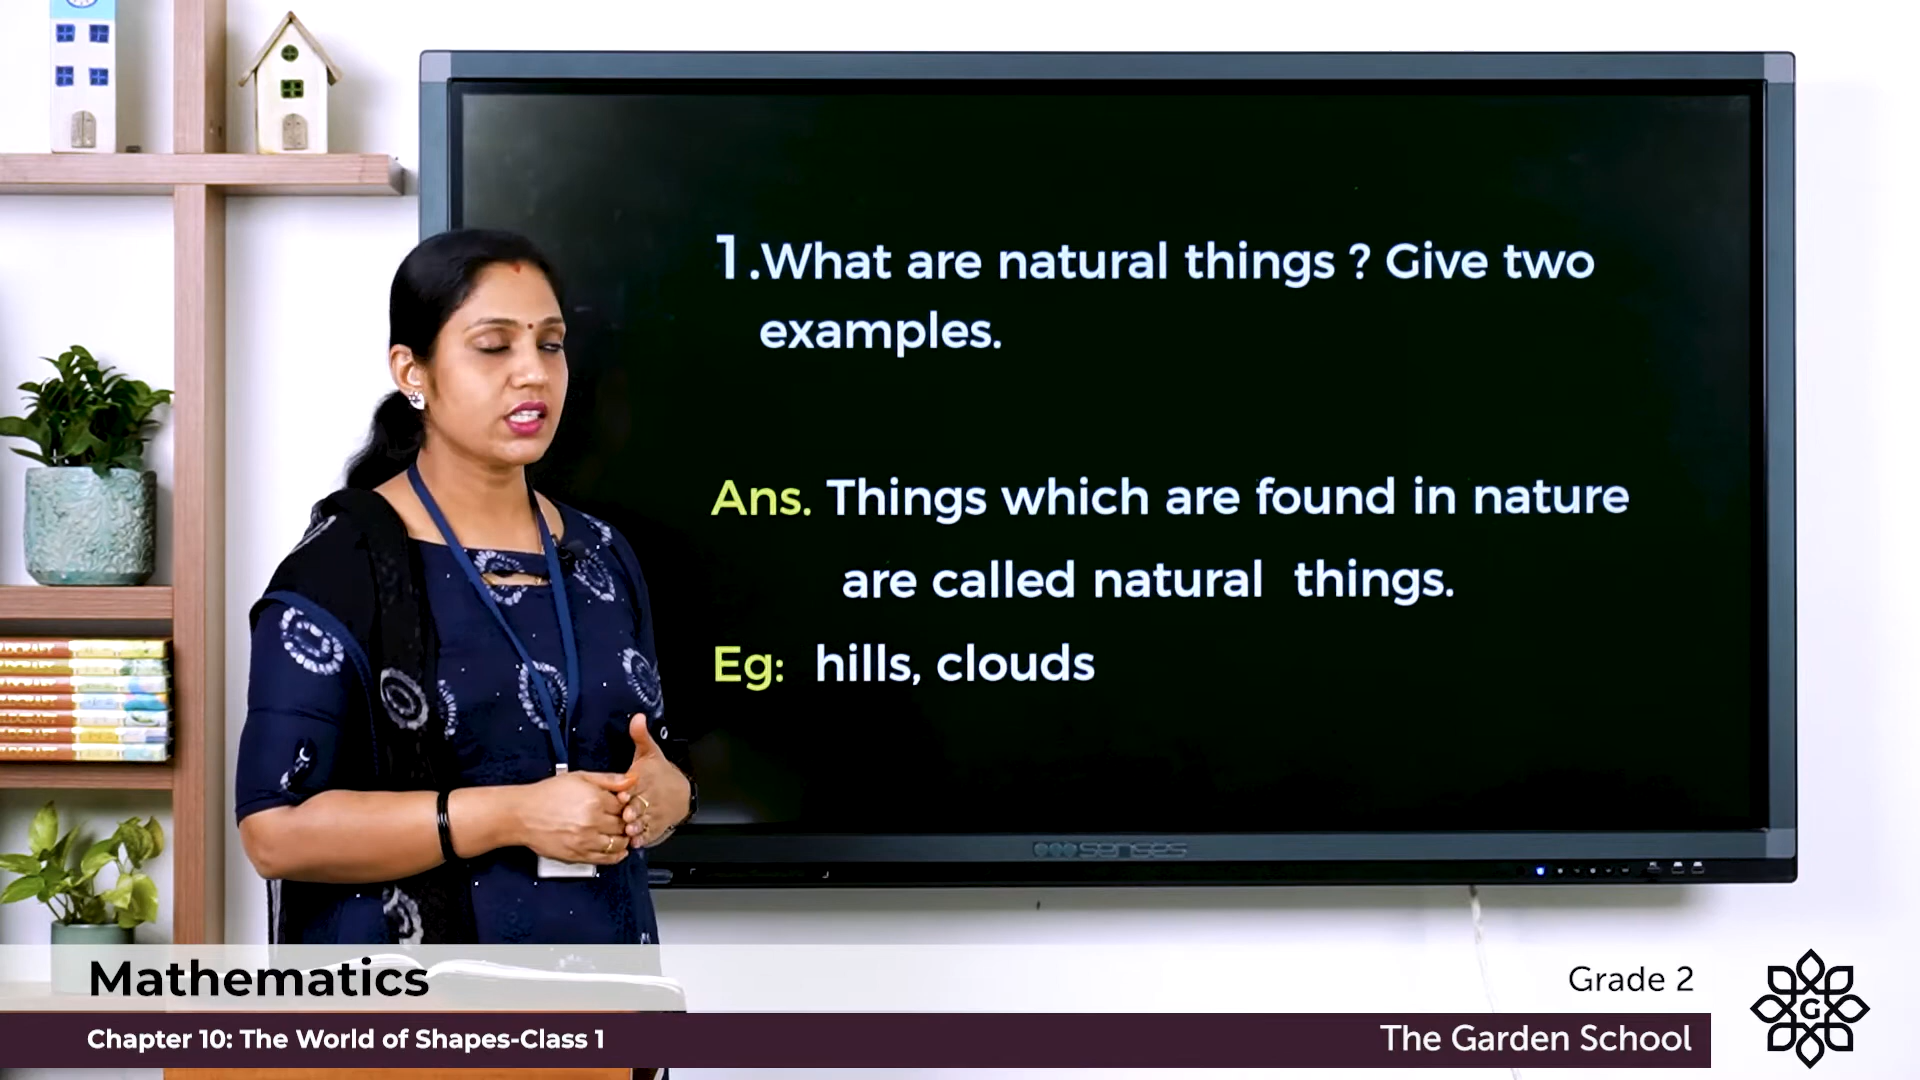 1.What are natural things ? Give two
examples.
Ans. Things which are found in nature
are called natural things.
Eg: hills, clouds
senses
Mathematics
Grade 2
Chapter 10: The World of Shapes-Class 1
The Garden School
G